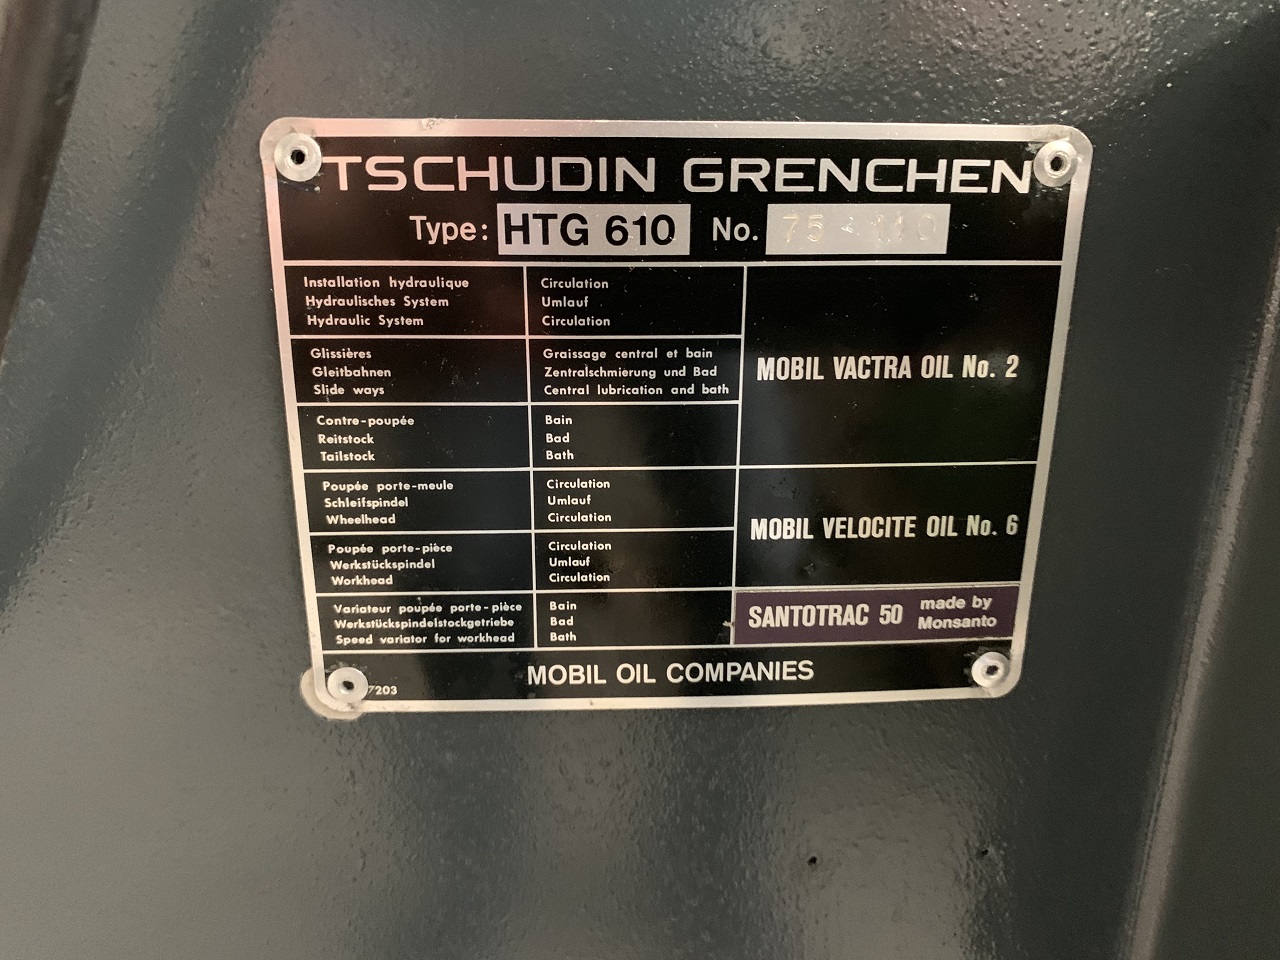 TSCHUDIN GRENCHEN
Type: HTG 610 No. 75 - 110
Installation hydraulique
Hydraulisches System
Hydraulic System
Circulation
Umlauf
Circulation
Glissières
Gleitbahnen
Slide ways
Graissage central et bain
Zentralschmierung und Bad
Central lubrication and bath
Contre-poupée
Reitstock
Tailstock
Bain
Bad
Bath
MOBIL VACTRA OIL No. 2
Poupée porte-meule
Schleifspindel
Wheelhead
Circulation
Umlauf
Circulation
Poupée porte-pièce
Werkstückspindel
Workhead
Circulation
Umlauf
Circulation
MOBIL VELOCITE OIL No. 6
Variateur poupée porte-pièce
Werkstückspindelstockgetriebe
Speed variator for workhead
Bain
Bad
Bath
SANTOTRAC 50 made by
Monsanto
MOBIL OIL COMPANIES